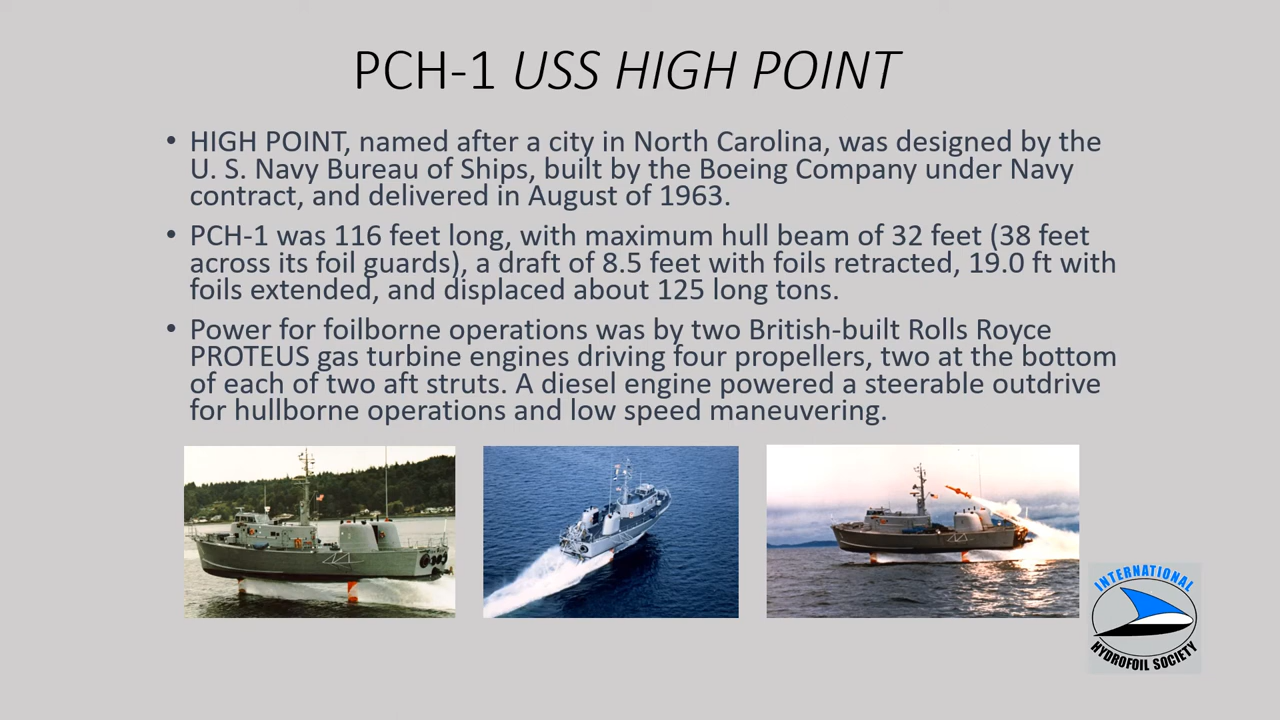 PCH-1 USS HIGH POINT
• HIGH POINT, named after a city in North Carolina, was designed by the
U. S. Navy Bureau of Ships, built by the Boeing Company under Navy
contract, and delivered in August of 1963.
• PCH-1 was 116 feet long, with maximum hull beam of 32 feet (38 feet
across its foil guards), a draft of 8.5 feet with foils retracted, 19.0 ft with
foils extended, and displaced about 125 long tons.
• Power for foilborne operations was by two British-built Rolls Royce
PROTEUS gas turbine engines driving four propellers, two at the bottom
of each of two aft struts. A diesel engine powered a steerable outdrive
for hullborne operations and low speed maneuvering.
INTERNATIONAL
HYDROFOIL SOCIETY